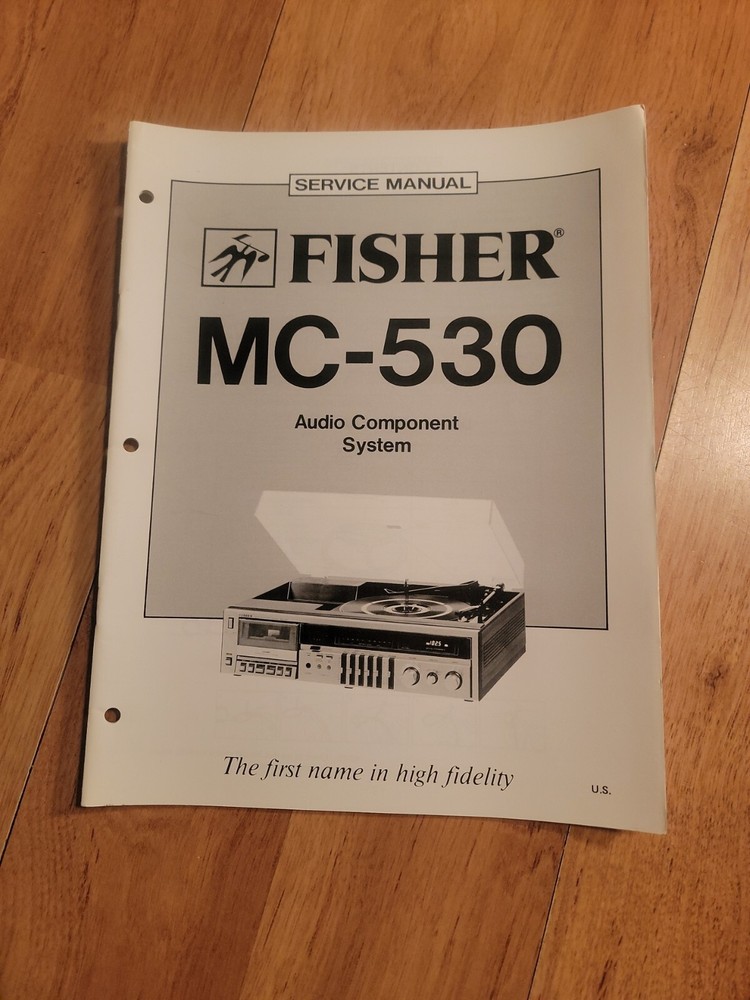 SERVICE MANUAL
FISHER®
MC-530
Audio Component
System
The first name in high fidelity
U.S.